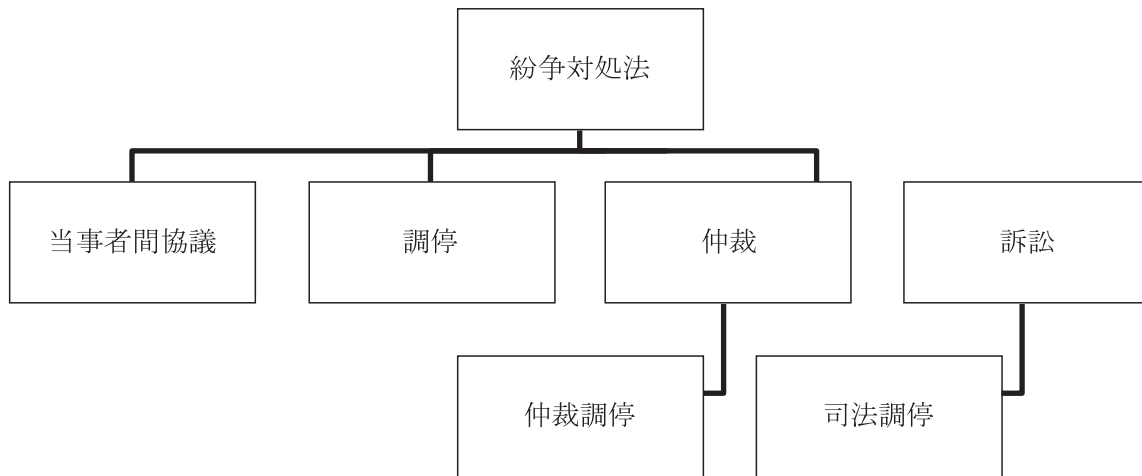 紛争対処法
当事者間協議
調停
仲裁
訴訟
仲裁調停
司法調停